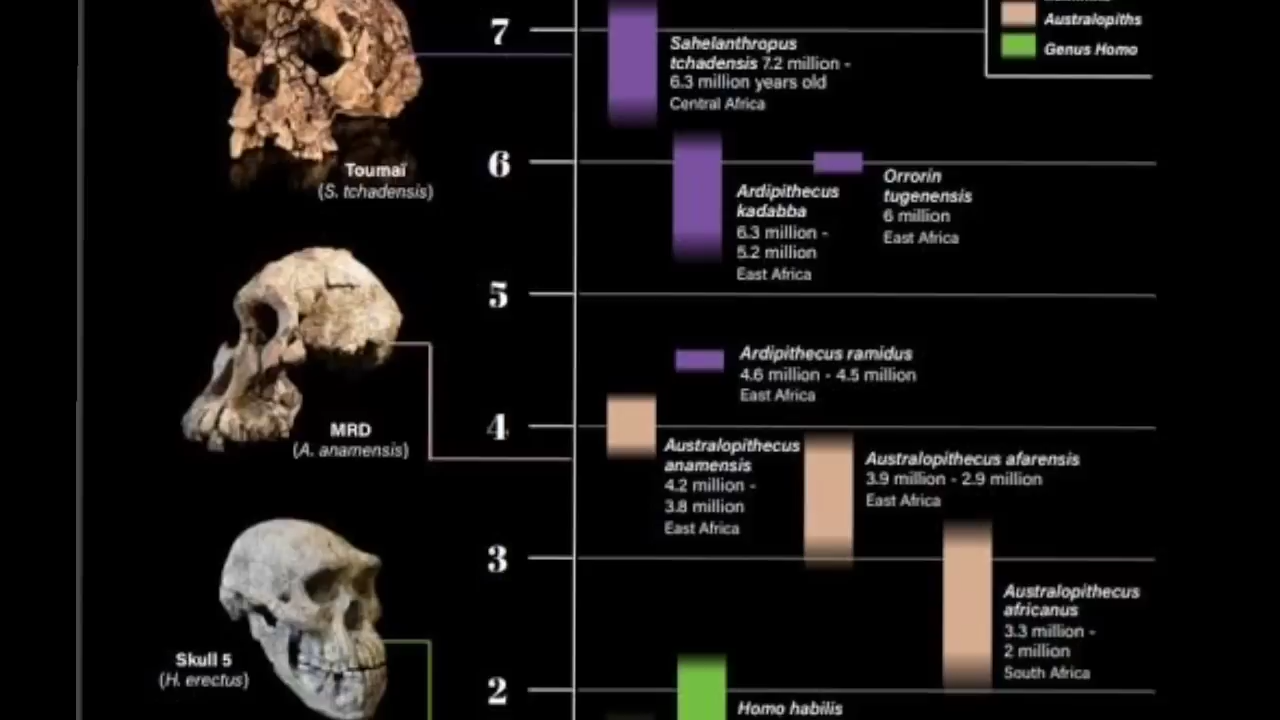 7
Sahelanthropus
tchadensis 7.2 million -
6.3 million years old
Central Africa
Australopiths
Genus Homo
Toumaï
(S. tchadensis)
6
Ardipithecus
kadabba
6.3 million -
5.2 million
East Africa
Orrorin
tugenensis
6 million
East Africa
5
Ardipithecus ramidus
4.6 million - 4.5 million
East Africa
MRD
(A. anamensis)
4
Australopithecus
anamensis
4.2 million -
3.8 million
East Africa
Australopithecus afarensis
3.9 million - 2.9 million
East Africa
3
Australopithecus
africanus
3.3 million -
2 million
South Africa
Skull 5
(H. erectus)
2
Homo habilis